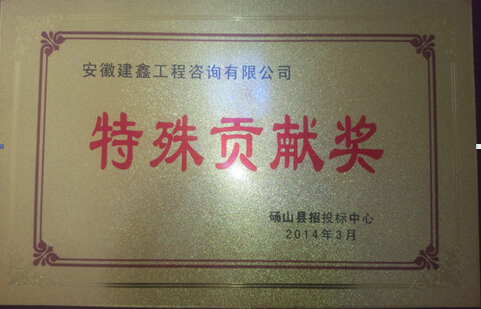 安徽建鑫工程咨询有限公司
特殊贡献奖
砀山县招投标中心
2014年3月